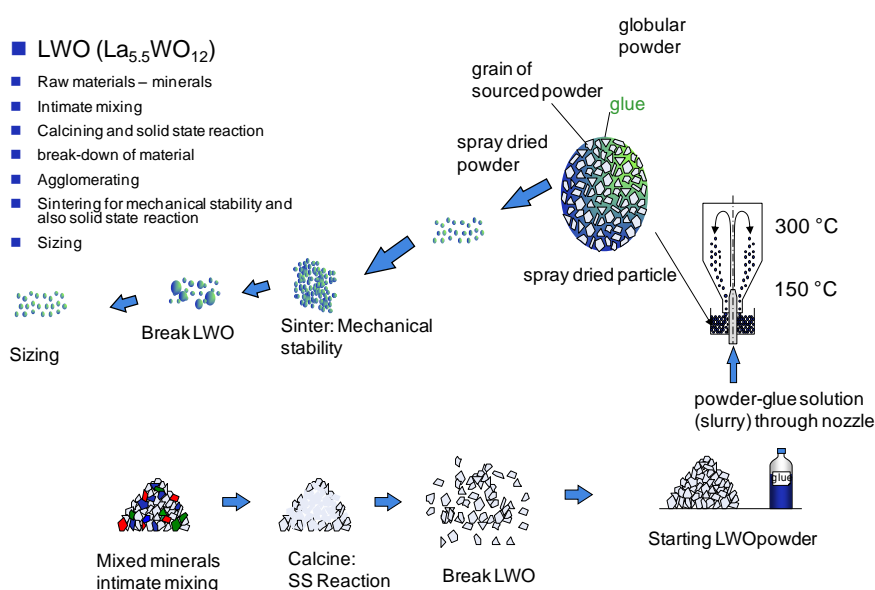 LWO (La5.5WO12)
Raw materials – minerals
Intimate mixing
Calcining and solid state reaction
break-down of material
Agglomerating
Sintering for mechanical stability and
also solid state reaction
Sizing
globular
powder
grain of
sourced powder
glue
spray dried
powder
spray dried particle
300 °C
150 °C
powder-glue solution
(slurry) through nozzle
Sizing
Break LWO
Sinter: Mechanical
stability
Mixed minerals
intimate mixing
Calcine:
SS Reaction
Break LWO
glue
Starting LWO powder